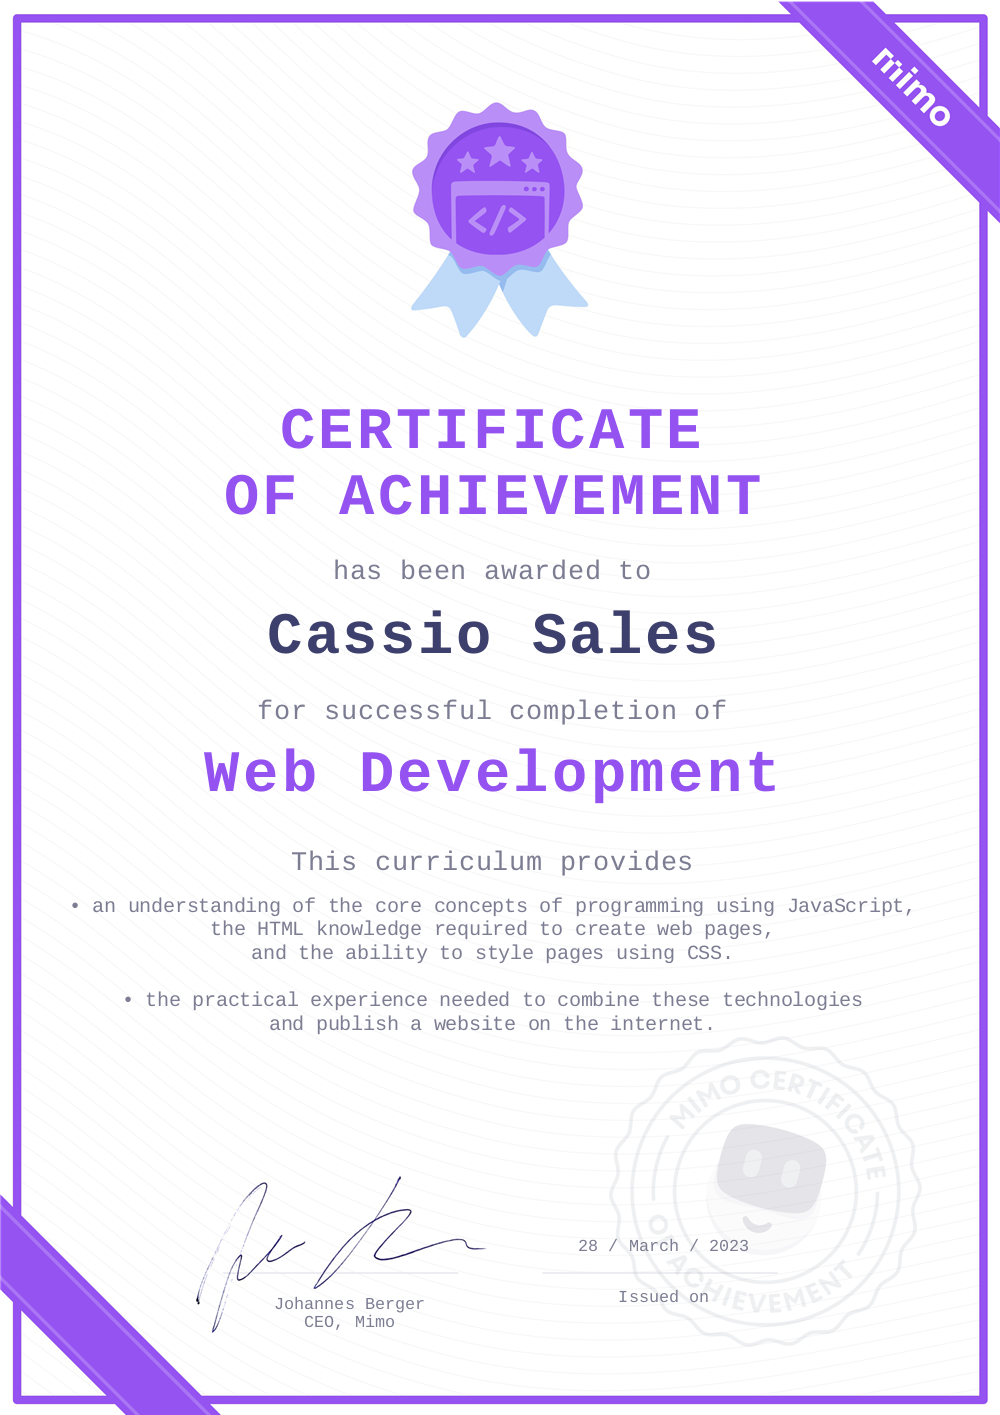 mimo
</>
CERTIFICATE
OF ACHIEVEMENT
has been awarded to
Cassio Sales
for successful completion of
Web Development
This curriculum provides
• an understanding of the core concepts of programming using JavaScript,
the HTML knowledge required to create web pages,
and the ability to style pages using CSS.
• the practical experience needed to combine these technologies
and publish a website on the internet.
MIMO CERTIFICATE
OF ACHIEVEMENT
28 / March / 2023
Johannes Berger
CEO, Mimo
Issued on